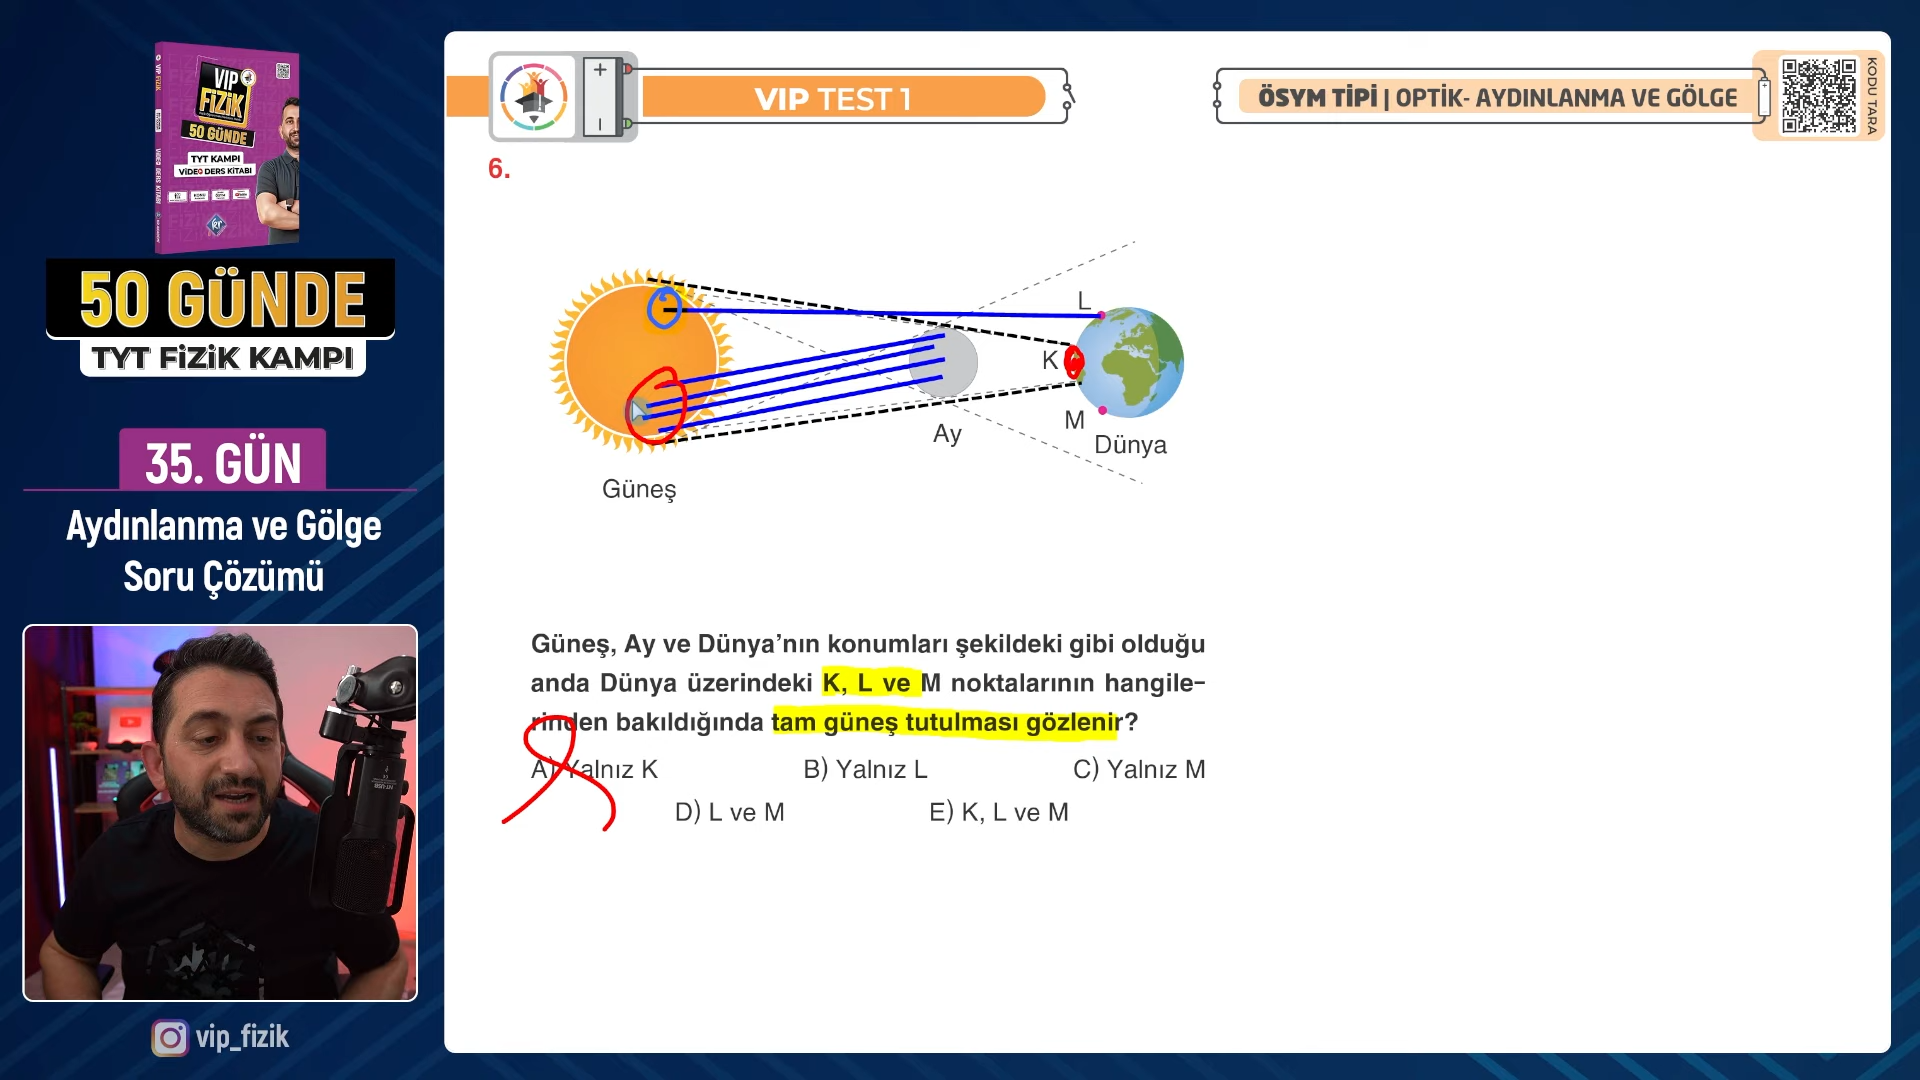 VIP
FİZİK
50 GÜNDE
TYT KAMPI
VİDEO DERS KİTABI
50 GÜNDE
TYT FİZİK KAMPI
35. GÜN
Aydınlanma ve Gölge
Soru Çözümü
vip_fizik
VIP TEST 1
ÖSYM TİPİ | OPTİK- AYDINLANMA VE GÖLGE
KODU TARA
6.
L
K
M
Ay
Dünya
Güneş
Güneş, Ay ve Dünya’nın konumları şekildeki gibi olduğu
anda Dünya üzerindeki K, L ve M noktalarının hangile-
rinden bakıldığında tam güneş tutulması gözlenir?
A) Yalnız K B) Yalnız L C) Yalnız M
D) L ve M E) K, L ve M